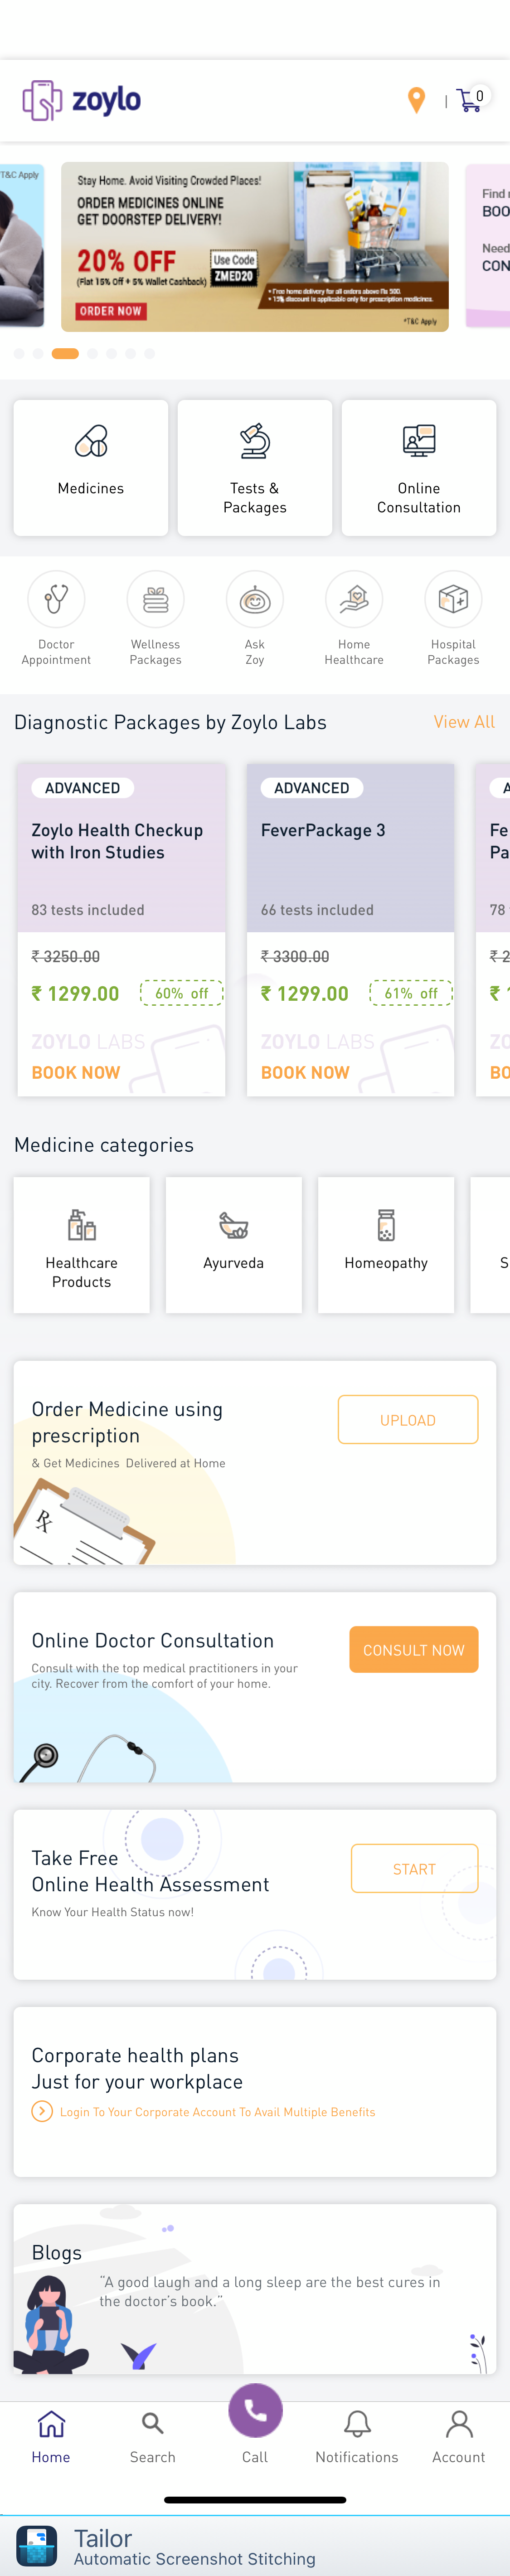 zoylo
0
T&C Apply
Stay Home. Avoid Visiting Crowded Places!
ORDER MEDICINES ONLINE
GET DOORSTEP DELIVERY!
20% OFF
Use Code
ZMED20
(Flat 15% Off + 5% Wallet Cashback)
• Free home delivery for all orders above Rs 500.
• 15% discount is applicable only for prescription medicines.
ORDER NOW
*T&C Apply
Find
BOO
Need
CON
Medicines
Tests &
Packages
Online
Consultation
Doctor
Appointment
Wellness
Packages
Ask
Zoy
Home
Healthcare
Hospital
Packages
Diagnostic Packages by Zoylo Labs
View All
ADVANCED
Zoylo Health Checkup
with Iron Studies
83 tests included
₹ 3250.00
₹ 1299.00
60% off
ZOYLO LABS
BOOK NOW
ADVANCED
FeverPackage 3
66 tests included
₹ 3300.00
₹ 1299.00
61% off
ZOYLO LABS
BOOK NOW
A
Fe
Pa
78
₹ 2
₹ 1
ZO
BO
Medicine categories
Healthcare
Products
Ayurveda
Homeopathy
S
Order Medicine using
prescription
& Get Medicines Delivered at Home
UPLOAD
Online Doctor Consultation
Consult with the top medical practitioners in your
city. Recover from the comfort of your home.
CONSULT NOW
Take Free
Online Health Assessment
Know Your Health Status now!
START
Corporate health plans
Just for your workplace
Login To Your Corporate Account To Avail Multiple Benefits
Blogs
"A good laugh and a long sleep are the best cures in
the doctor's book."
Home
Search
Call
Notifications
Account
Tailor
Automatic Screenshot Stitching